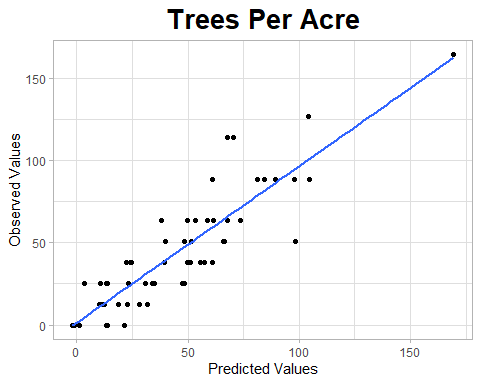 Trees Per Acre
Observed Values
150
100
50
0
0 50 100 150
Predicted Values